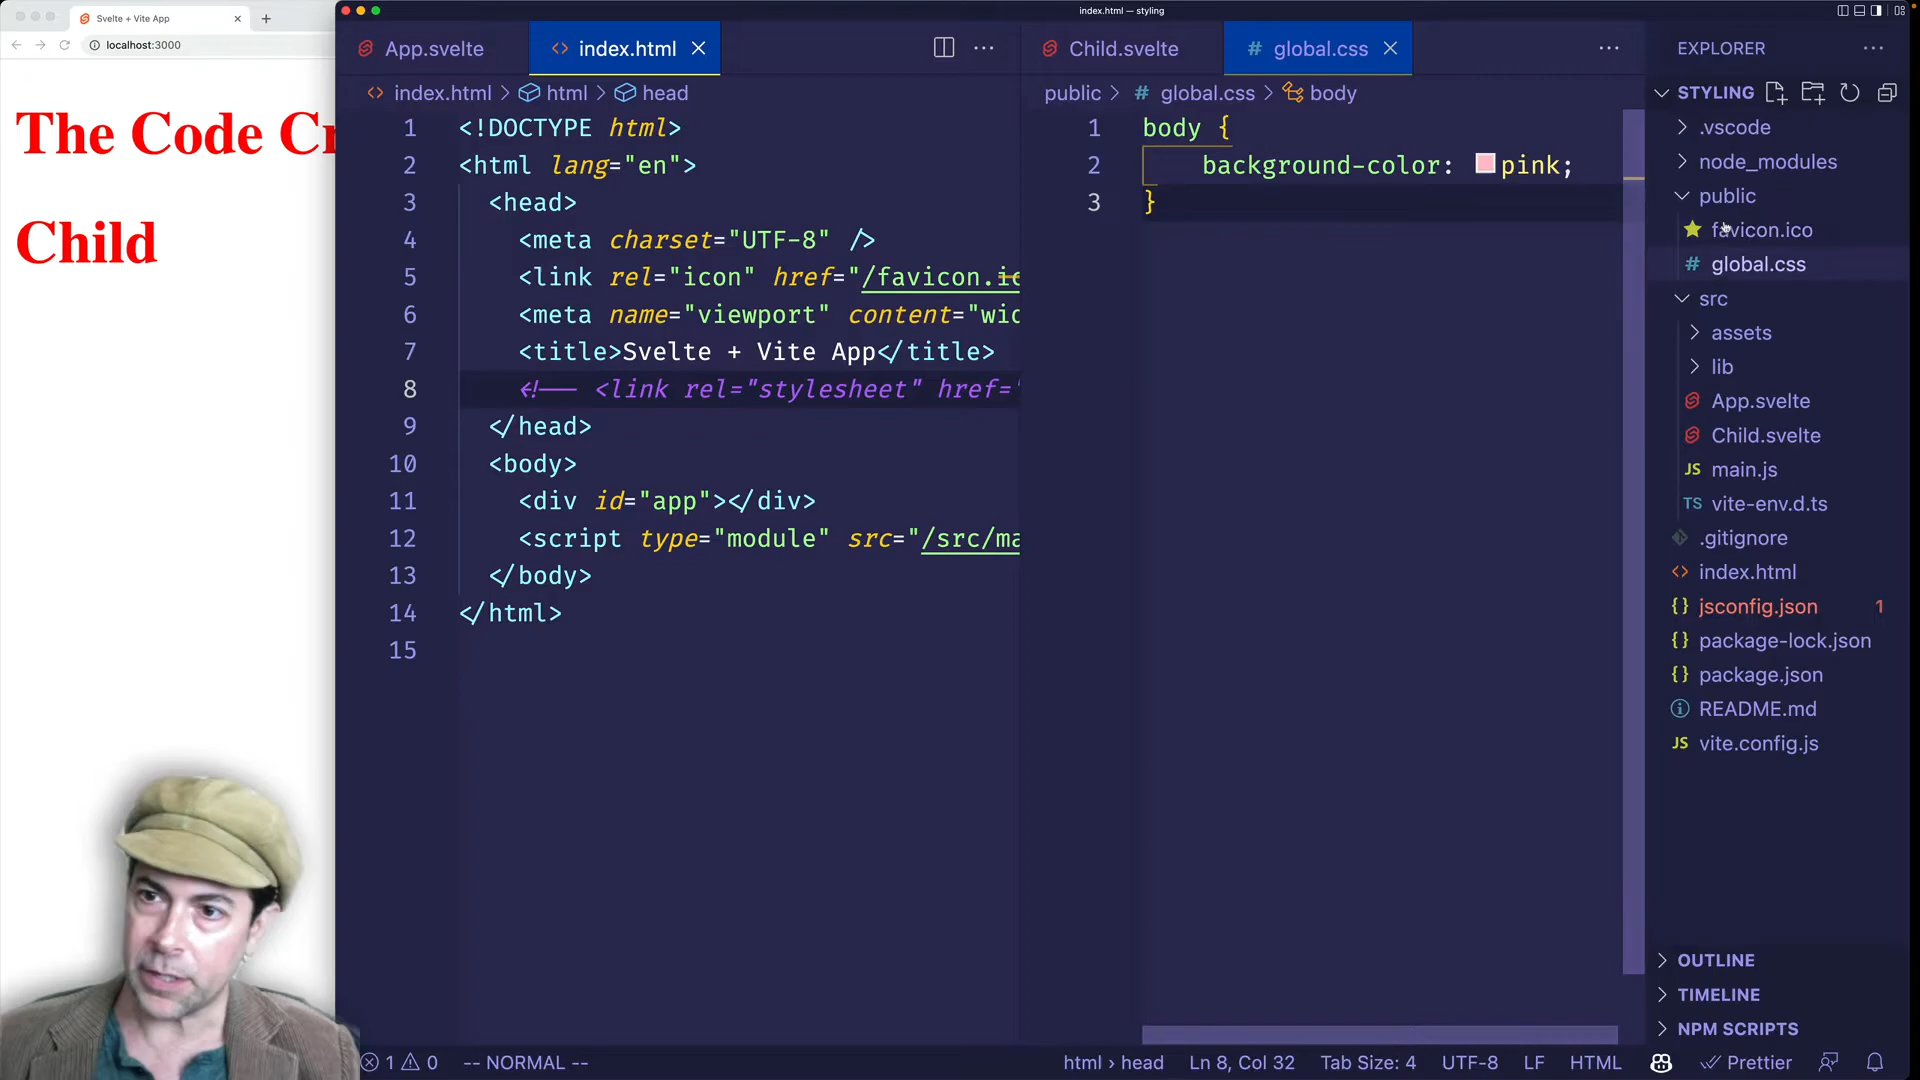 Svelte + Vite App
localhost:3000
index.html — styling
The Code Cr
Child
App.svelte
index.html
Child.svelte
global.css
index.html > html > head
public > global.css > body
1 <!DOCTYPE html>
2 <html lang="en">
3 <head>
4 <meta charset="UTF-8" />
5 <link rel="icon" href="/favicon.ic
6 <meta name="viewport" content="wid
7 <title>Svelte + Vite App</title>
8 <!-- <link rel="stylesheet" href="
9 </head>
10 <body>
11 <div id="app"></div>
12 <script type="module" src="/src/ma
13 </body>
14 </html>
15
1 body {
2 background-color: pink;
3 }
EXPLORER
STYLING
.vscode
node_modules
public
favicon.ico
global.css
src
assets
lib
App.svelte
Child.svelte
JS main.js
TS vite-env.d.ts
.gitignore
index.html
{} jsconfig.json 1
{} package-lock.json
{} package.json
README.md
JS vite.config.js
OUTLINE
TIMELINE
NPM SCRIPTS
1 0 -- NORMAL --
html > head
Ln 8, Col 32
Tab Size: 4
UTF-8
LF
HTML
Prettier